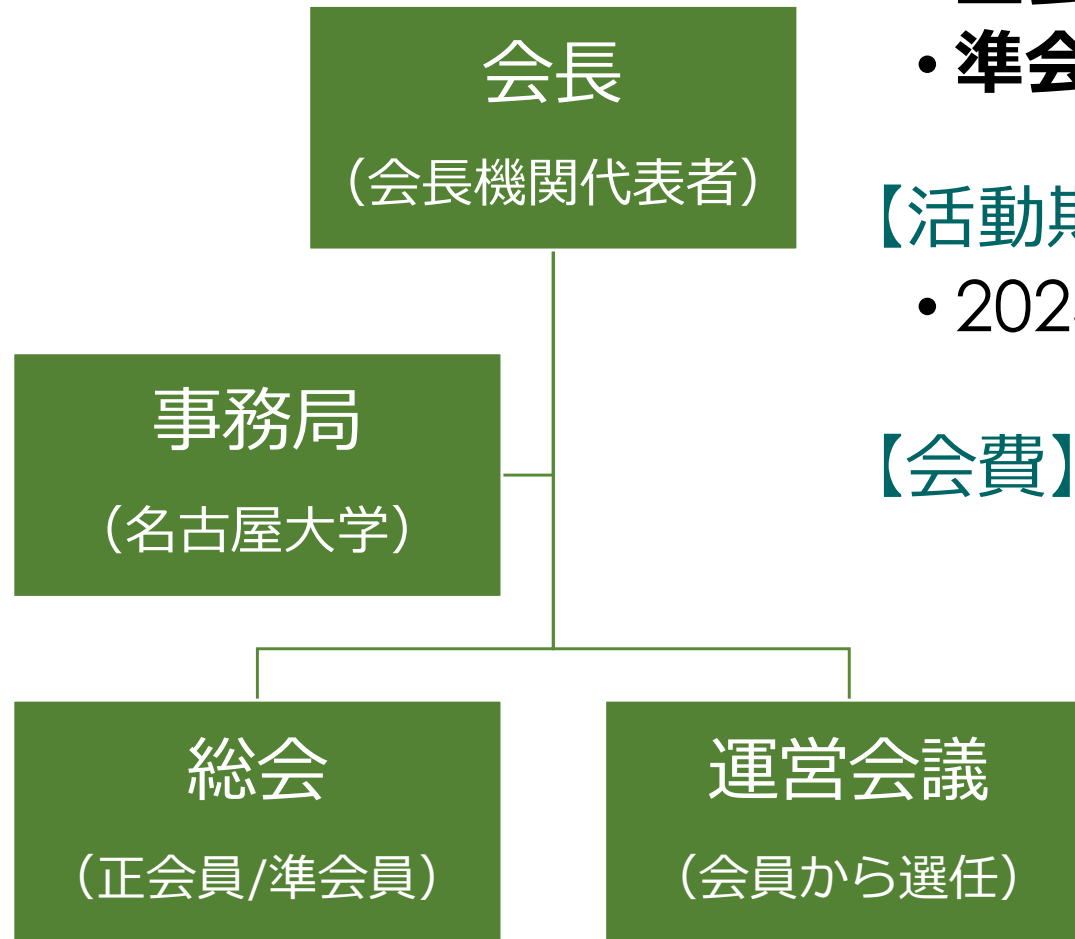 会長
（会長機関代表者）
事務局
（名古屋大学）
総会
（正会員/準会員）
運営会議
（会員から選任）
・準会
【活動期
・202
【会費】